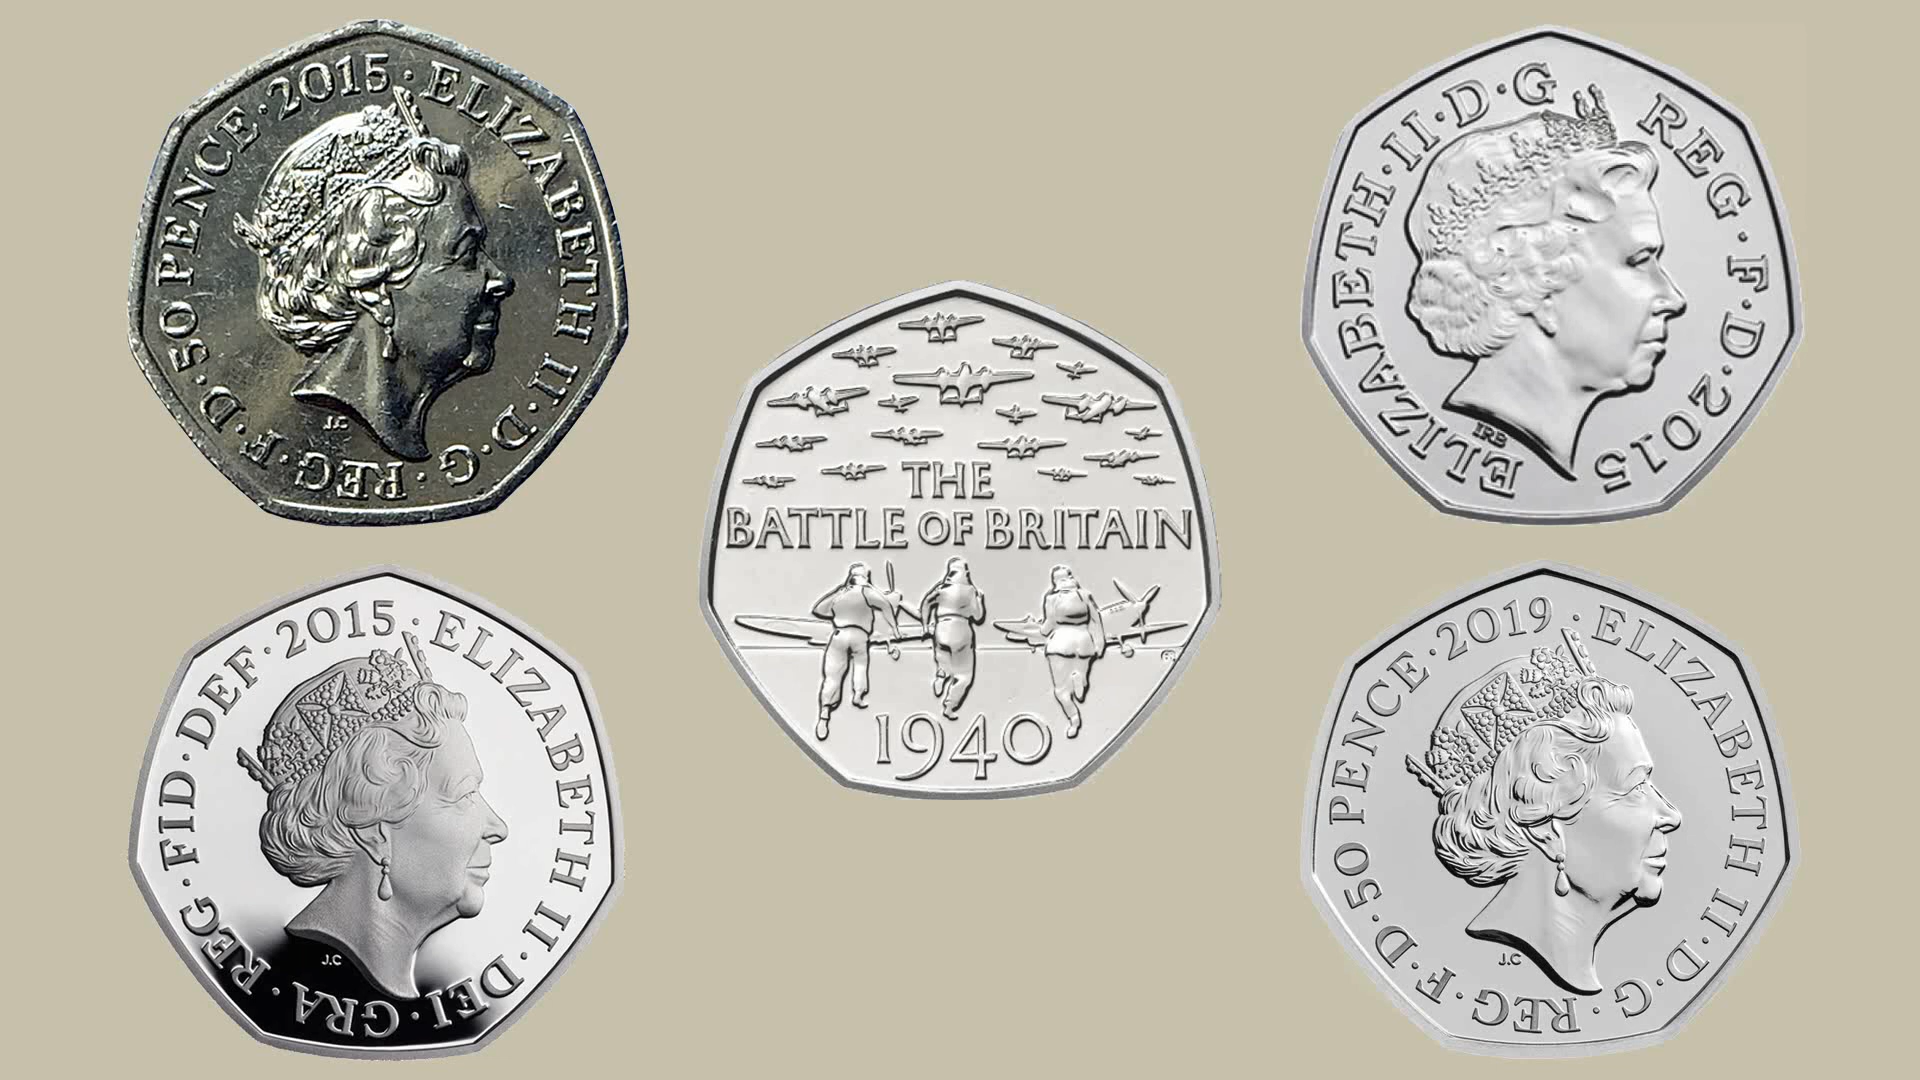 50 PENCE · 2015 · ELIZABETH II · D · G · REG · F · D ·
JC
ELIZABETH · II · D · G REG · F · D · 2015
IRB
THE
BATTLE OF BRITAIN
1940
REG · FID · DEF · 2015 · ELIZABETH II · DEI · GRA ·
J.C
50 PENCE · 2019 · ELIZABETH II · D · G · REG · F · D ·
J.C